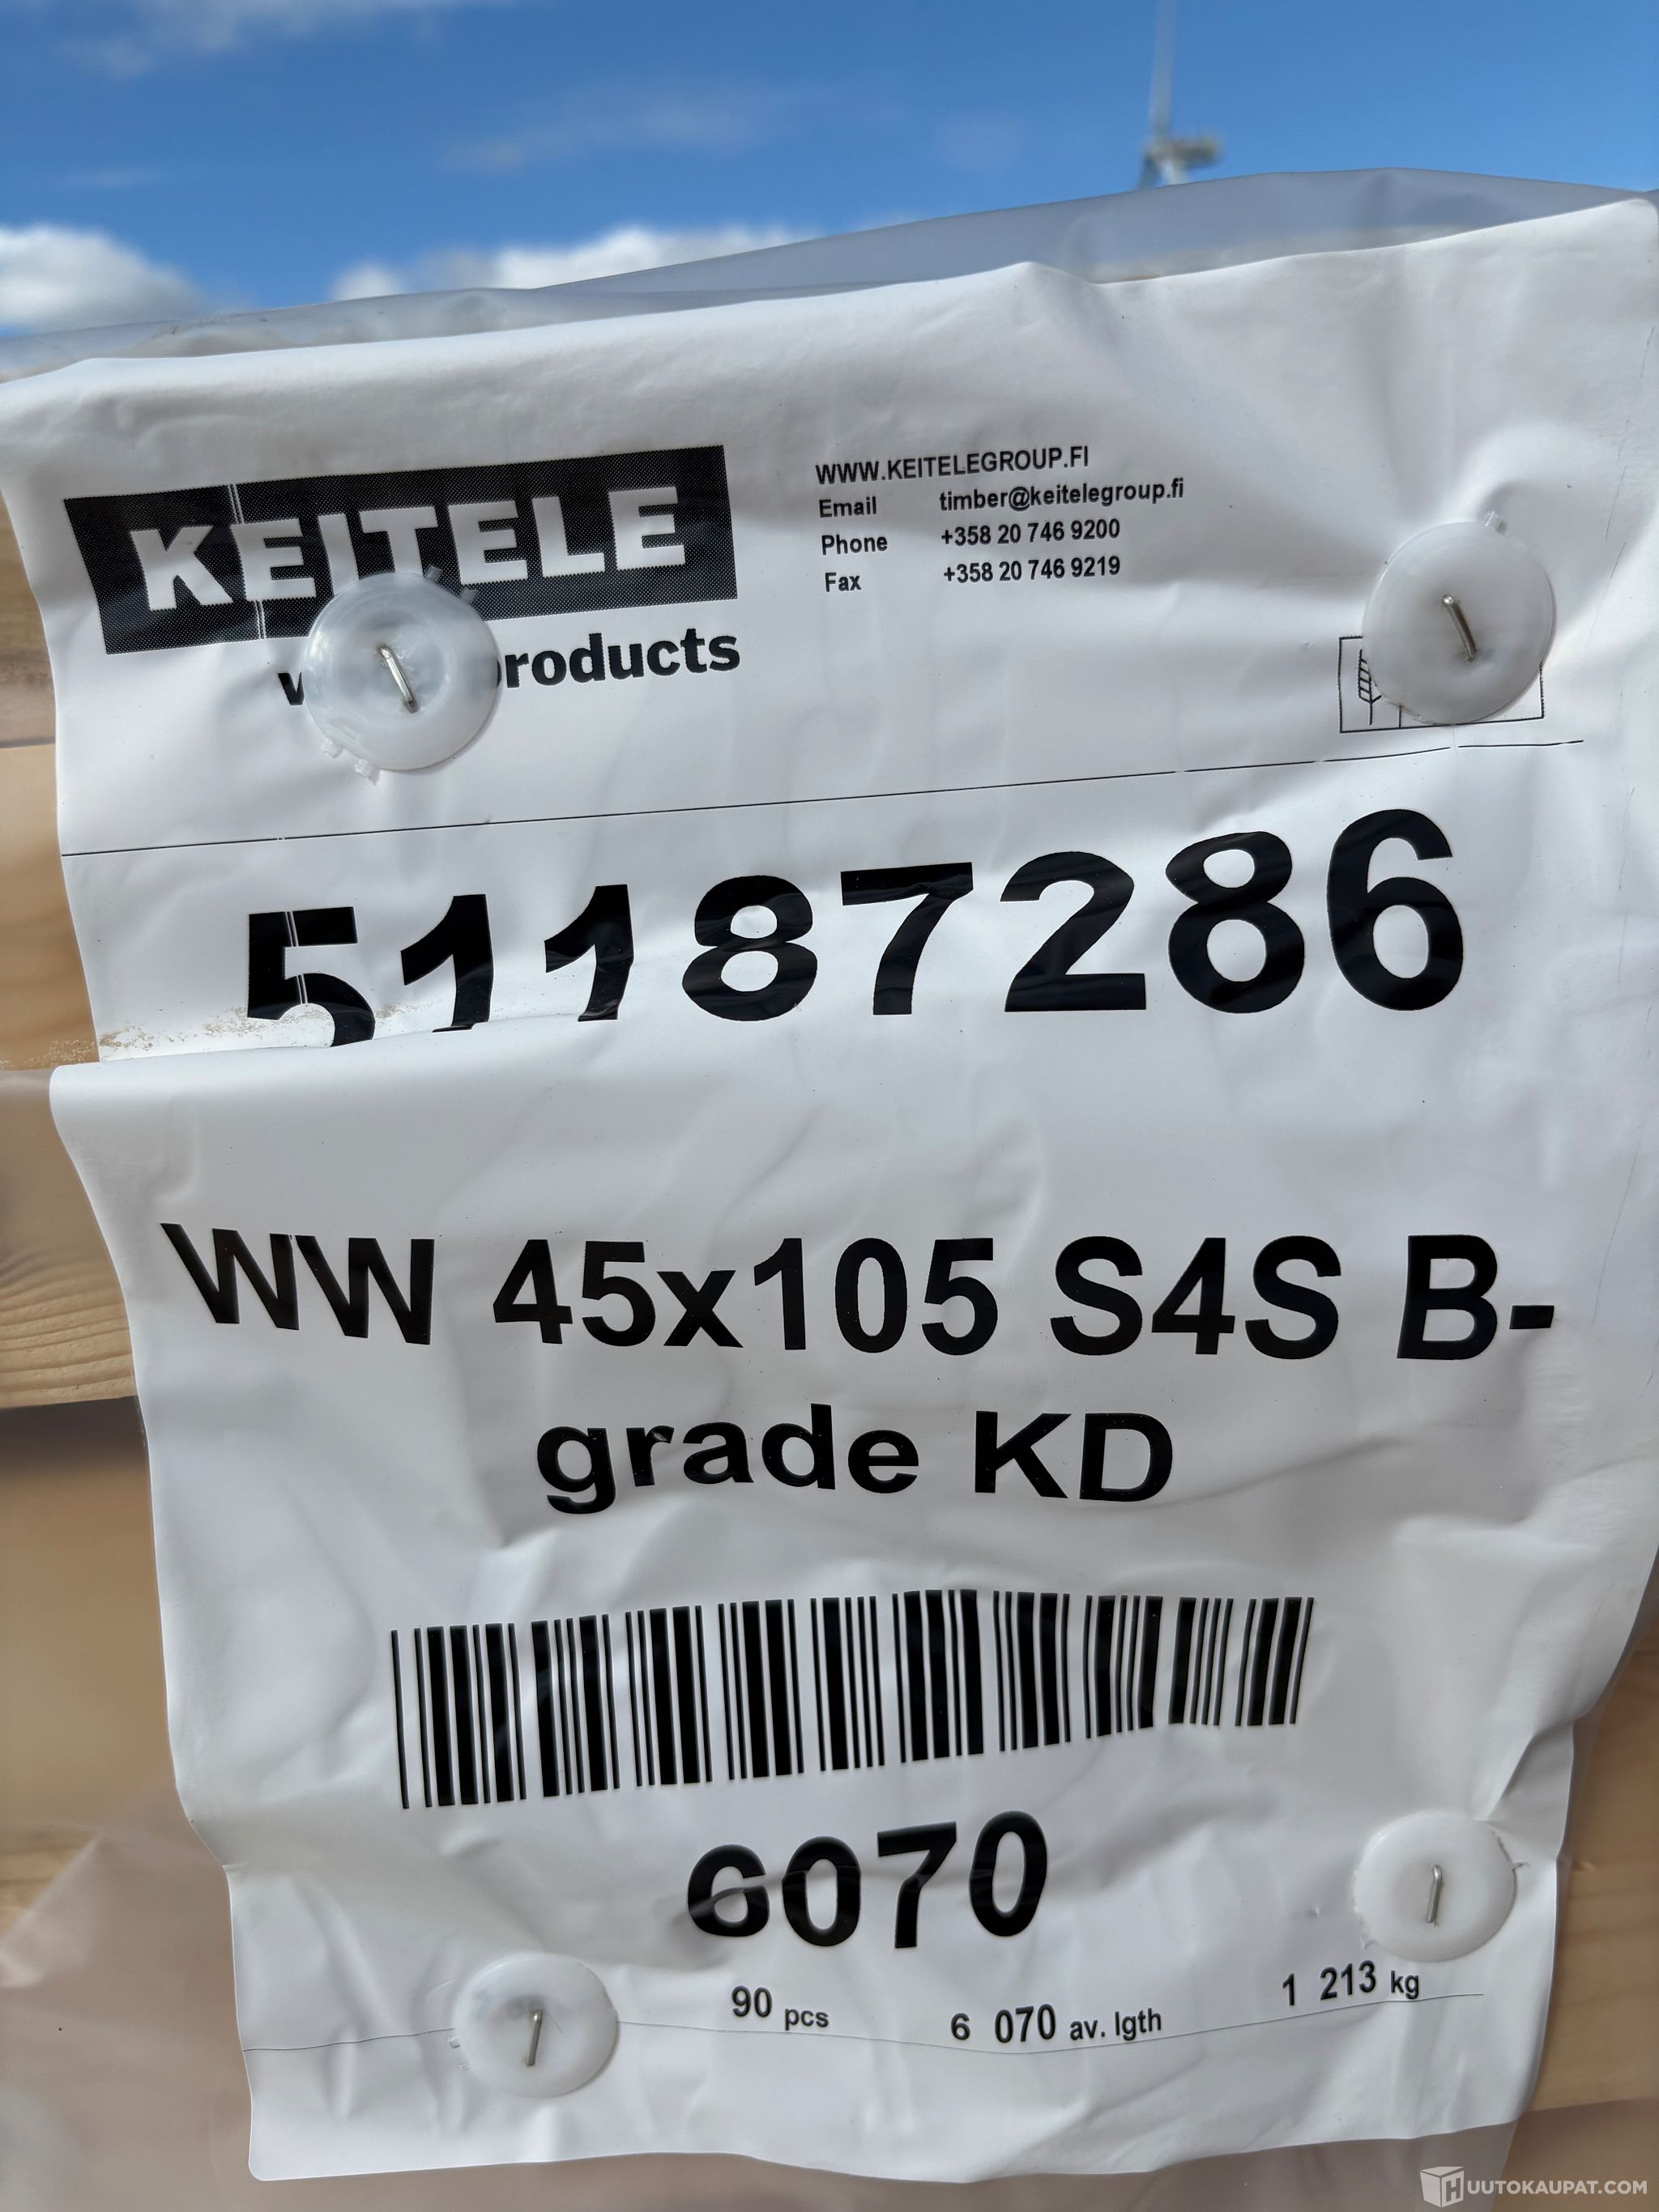 KEITELE
products
WWW.KEITELEGROUP.FI
Email timber@keitelegroup.fi
Phone +358 20 746 9200
Fax +358 20 746 9219
51187286
WW 45x105 S4S B-
grade KD
6070
90 pcs 6 070 av. lgth 1 213 kg
HUUTOKAUPAT.COM